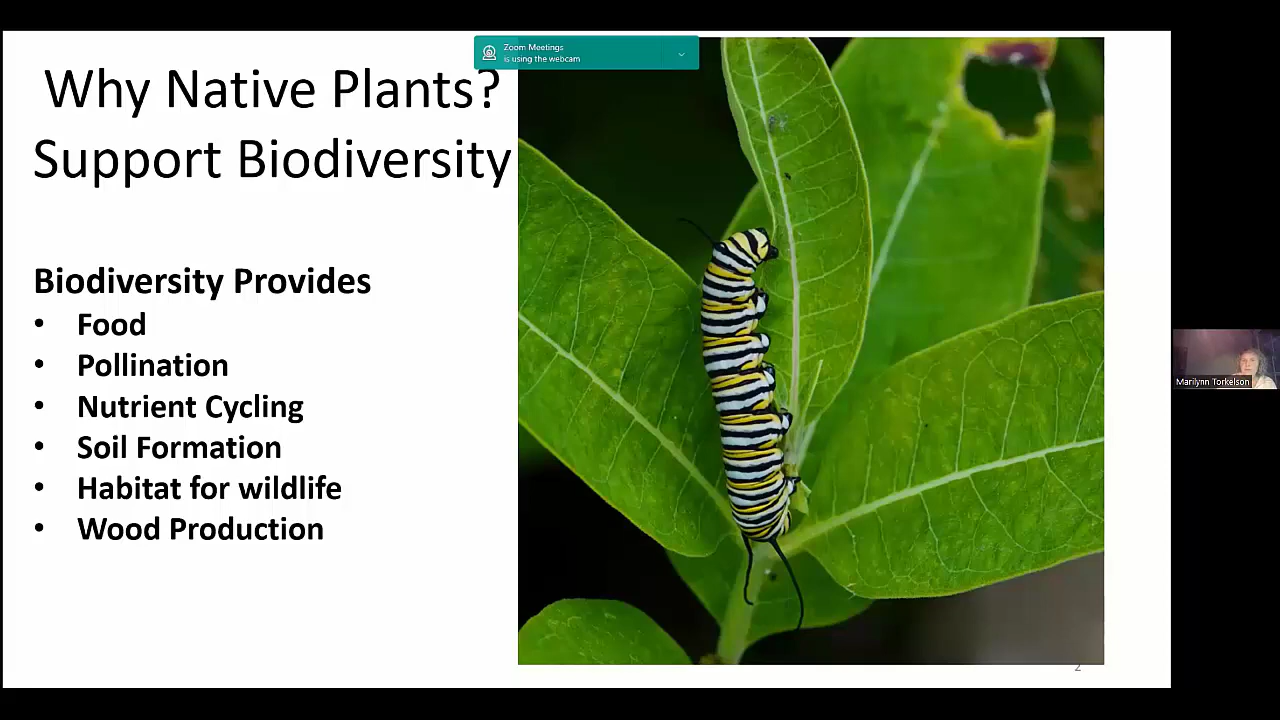 Zoom Meetings
is using the webcam
Why Native Plants?
Support Biodiversity
Biodiversity Provides
• Food
• Pollination
• Nutrient Cycling
• Soil Formation
• Habitat for wildlife
• Wood Production
Marilynn Torkelson
2